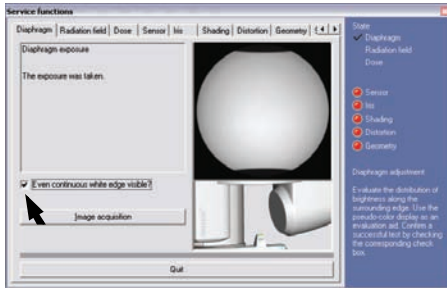 Service functions
Diaphragm
Radiation field
Dose
Sensor
Iris
Shading
Distortion
Geometry
Diaphragm exposure
The exposure was taken.
Even continuous white edge visible?
Image acquisition
Quit
State
Diaphragm
Radiation field
Dose
Sensor
Iris
Shading
Distortion
Geometry
Diaphragm adjustment
Evaluate the distribution of
brightness along the
surrounding edge. Use the
pseudo-color display as an
evaluation aid. Confirm a
successful test by checking
the corresponding check
box.